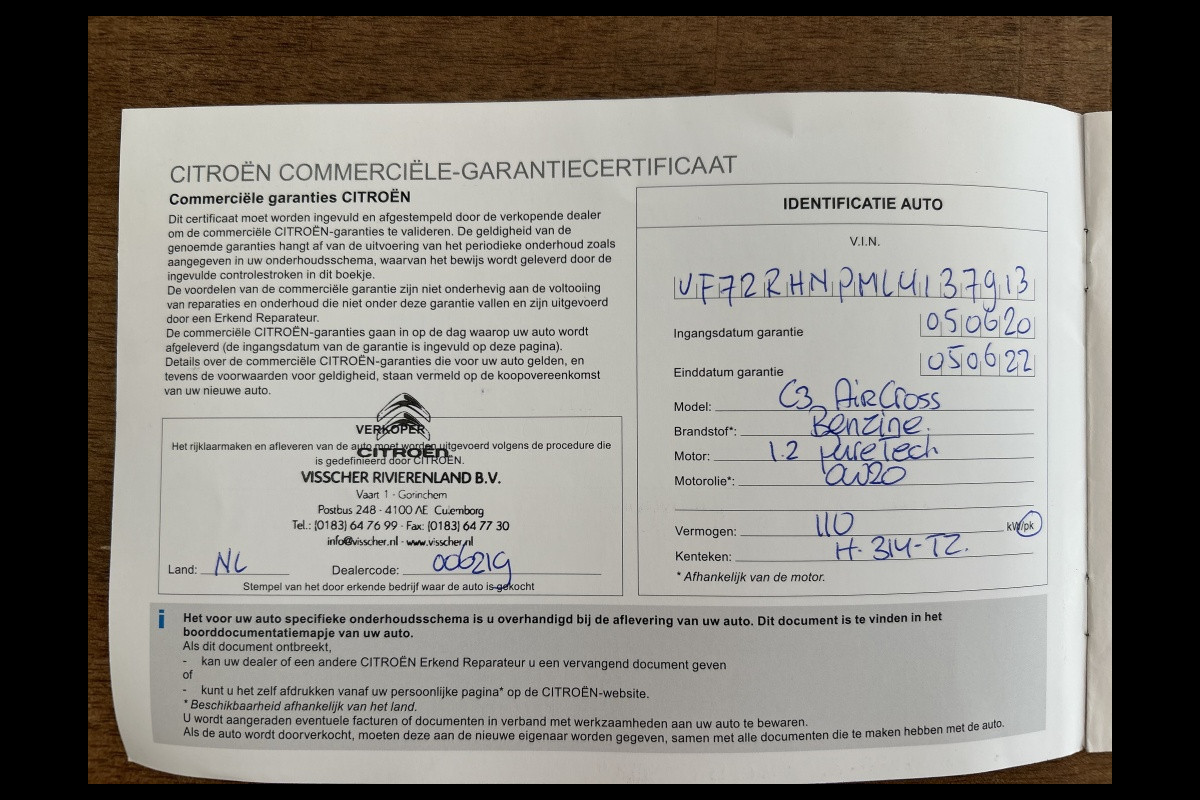 CITROËN COMMERCIËLE-GARANTIECERTIFICAAT
Commerciële garanties CITROËN
Dit certificaat moet worden ingevuld en afgestempeld door de verkopende dealer
om de commerciële CITROËN-garanties te valideren. De geldigheid van de
genoemde garanties hangt af van de uitvoering van het periodieke onderhoud zoals
aangegeven in uw onderhoudsschema, waarvan het bewijs wordt geleverd door de
ingevulde controlestroken in dit boekje.
De voordelen van de commerciële garantie zijn niet onderhevig aan de voltooiing
van reparaties en onderhoud die niet onder deze garantie vallen en zijn uitgevoerd
door een Erkend Reparateur.
De commerciële CITROËN-garanties gaan in op de dag waarop uw auto wordt
afgeleverd (de ingangsdatum van de garantie is ingevuld op deze pagina).
Details over de commerciële CITROËN-garanties die voor uw auto gelden, en
tevens de voorwaarden voor geldigheid, staan vermeld op de koopovereenkomst
van uw nieuwe auto.
VERKOPER
Het rijklaarmaken en afleveren van de auto moet worden uitgevoerd volgens de procedure die
is gedefinieerd door CITROËN.
CITROËN
VISSCHER RIVIERENLAND B.V.
Vaart 1 - Gorinchem
Postbus 248 - 4100 AE Culemborg
Tel.: (0183) 64 76 99 - Fax: (0183) 64 77 30
info@visscher.nl - www.visscher.nl
Land: NL Dealercode: 006219
Stempel van het door erkende bedrijf waar de auto is gekocht
IDENTIFICATIE AUTO
V.I.N.
VF72RHNPML4137913
Ingangsdatum garantie 050620
Einddatum garantie 050622
Model: C3 AirCross
Brandstof*: Benzine.
Motor: 1.2 pureTech
Motorolie*: 0W20
Vermogen: 110 kW/pk
Kenteken: H-314-TZ.
* Afhankelijk van de motor.
i
Het voor uw auto specifieke onderhoudsschema is u overhandigd bij de aflevering van uw auto. Dit document is te vinden in het
boorddocumentatiemapje van uw auto.
Als dit document ontbreekt,
- kan uw dealer of een andere CITROËN Erkend Reparateur u een vervangend document geven
of
- kunt u het zelf afdrukken vanaf uw persoonlijke pagina* op de CITROËN-website.
* Beschikbaarheid afhankelijk van het land.
U wordt aangeraden eventuele facturen of documenten in verband met werkzaamheden aan uw auto te bewaren.
Als de auto wordt doorverkocht, moeten deze aan de nieuwe eigenaar worden gegeven, samen met alle documenten die te maken hebben met de auto.